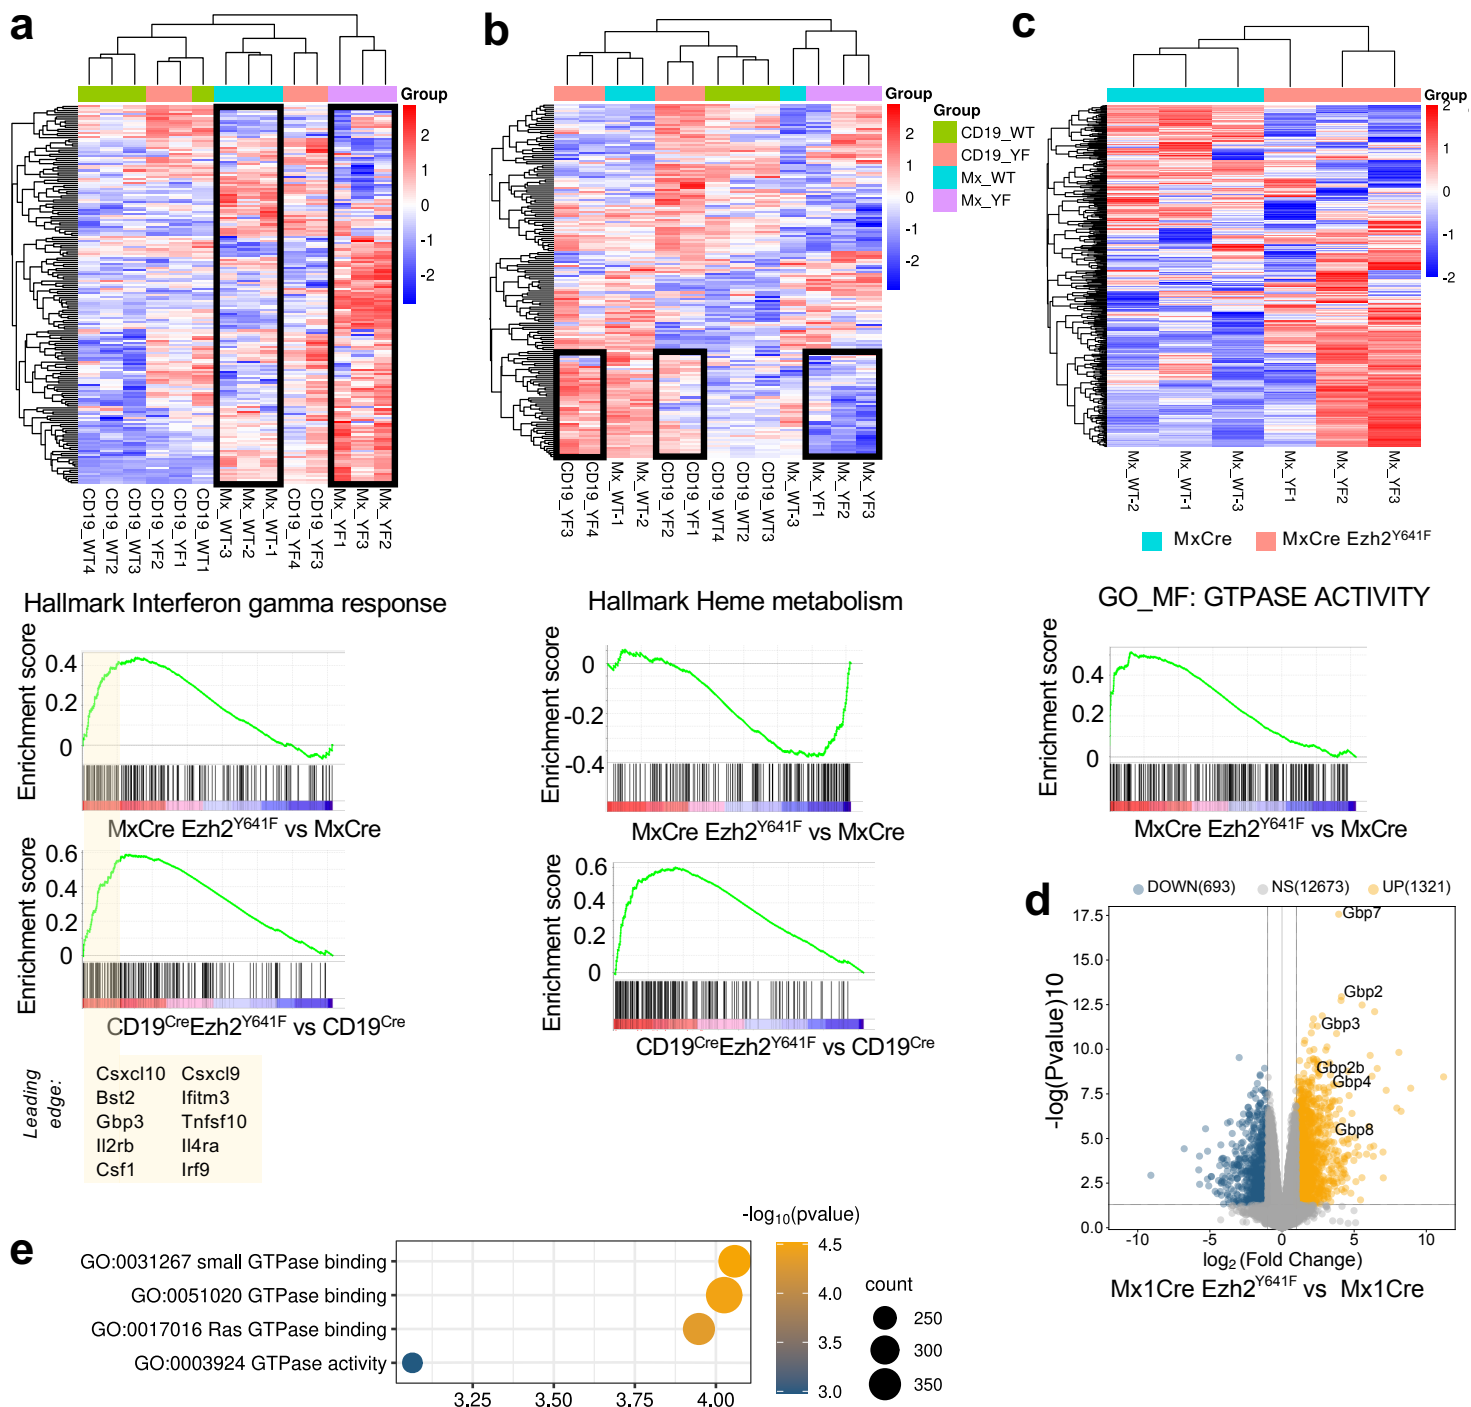 a
Group
2
1
0
-1
-2
CD19_WT4
CD19_WT2
CD19_WT3
CD19_YF2
CD19_YF1
CD19_WT1
Mx_WT-3
Mx_WT-2
Mx_WT-1
CD19_YF4
CD19_YF3
Mx_YF1
Mx_YF3
Mx_YF2
Hallmark Interferon gamma response
Enrichment score
0.4
0.2
0
MxCre Ezh2Y641F vs MxCre
Enrichment score
0.6
0.4
0.2
0
CD19CreEzh2Y641F vs CD19Cre
Leading edge:
Csxcl10 Csxcl9
Bst2 Ifitm3
Gbp3 Tnfsf10
Il2rb Il4ra
Csf1 Irf9
b
Group
2
1
0
-1
-2
Group
CD19_WT
CD19_YF
Mx_WT
Mx_YF
CD19_YF3
CD19_YF4
Mx_WT-1
Mx_WT-2
CD19_YF2
CD19_YF1
CD19_WT4
CD19_WT2
CD19_WT3
Mx_WT-3
Mx_YF1
Mx_YF2
Mx_YF3
Hallmark Heme metabolism
Enrichment score
0
-0.2
-0.4
MxCre Ezh2Y641F vs MxCre
Enrichment score
0.6
0.4
0.2
0
CD19CreEzh2Y641F vs CD19Cre
c
Group
2
1
0
-1
-2
Mx_WT-2
Mx_WT-1
Mx_WT-3
Mx_YF1
Mx_YF2
Mx_YF3
MxCre MxCre Ezh2Y641F
GO_MF: GTPASE ACTIVITY
Enrichment score
0.4
0.2
0
MxCre Ezh2Y641F vs MxCre
d
DOWN(693) NS(12673) UP(1321)
-log(Pvalue)10
17.5
15.0
12.5
10.0
7.5
5.0
2.5
0.0
Gbp7
Gbp2
Gbp3
Gbp2b
Gbp4
Gbp8
-10 -5 0 5 10
log2 (Fold Change)
Mx1Cre Ezh2Y641F vs Mx1Cre
e
GO:0031267 small GTPase binding
GO:0051020 GTPase binding
GO:0017016 Ras GTPase binding
GO:0003924 GTPase activity
3.25 3.50 3.75 4.00
-log10(pvalue)
4.5
4.0
3.5
3.0
count
250
300
350